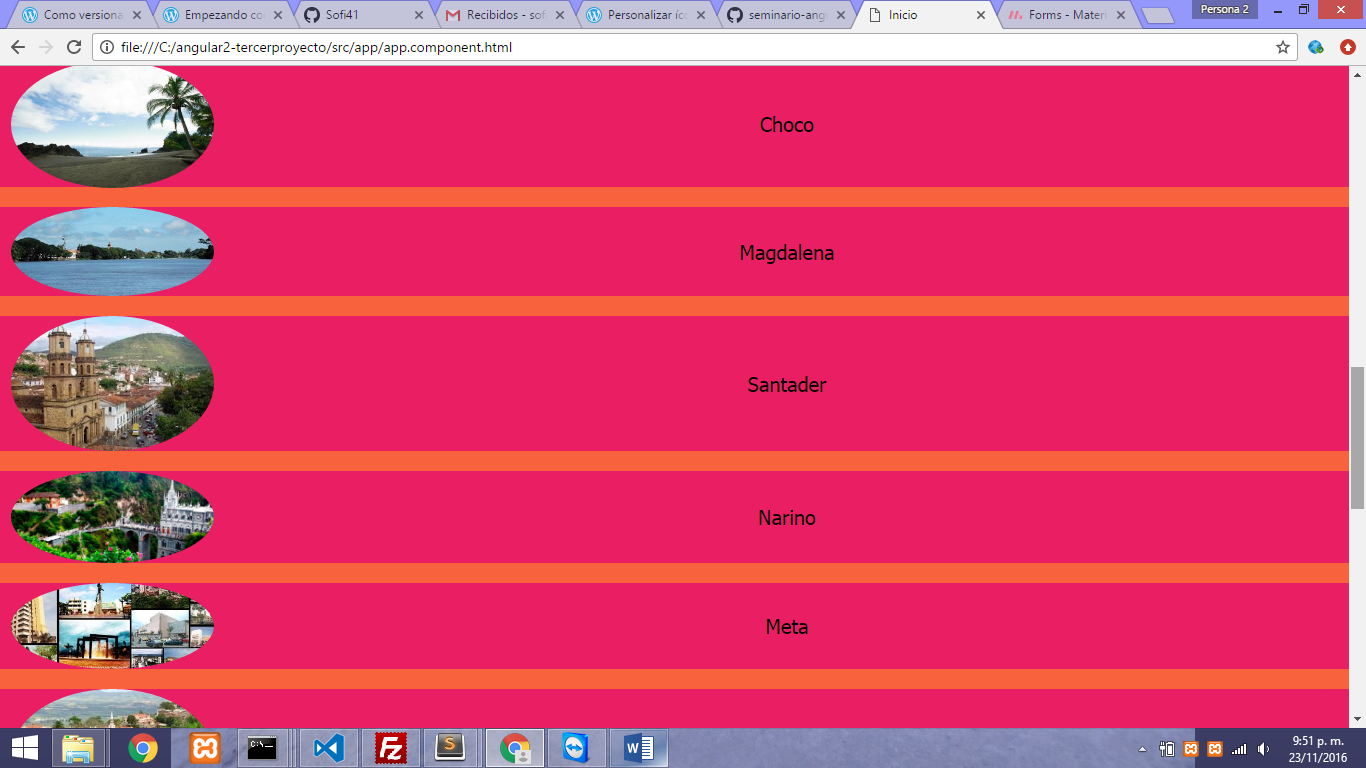 Como versiona
Empezando co
Sofi41
Recibidos - sof
Personalizar íc
seminario-ang
Inicio
Forms - Materi
Persona 2
file:///C:/angular2-tercerproyecto/src/app/app.component.html
Choco
Magdalena
Santader
Narino
Meta
9:51 p. m.
23/11/2016